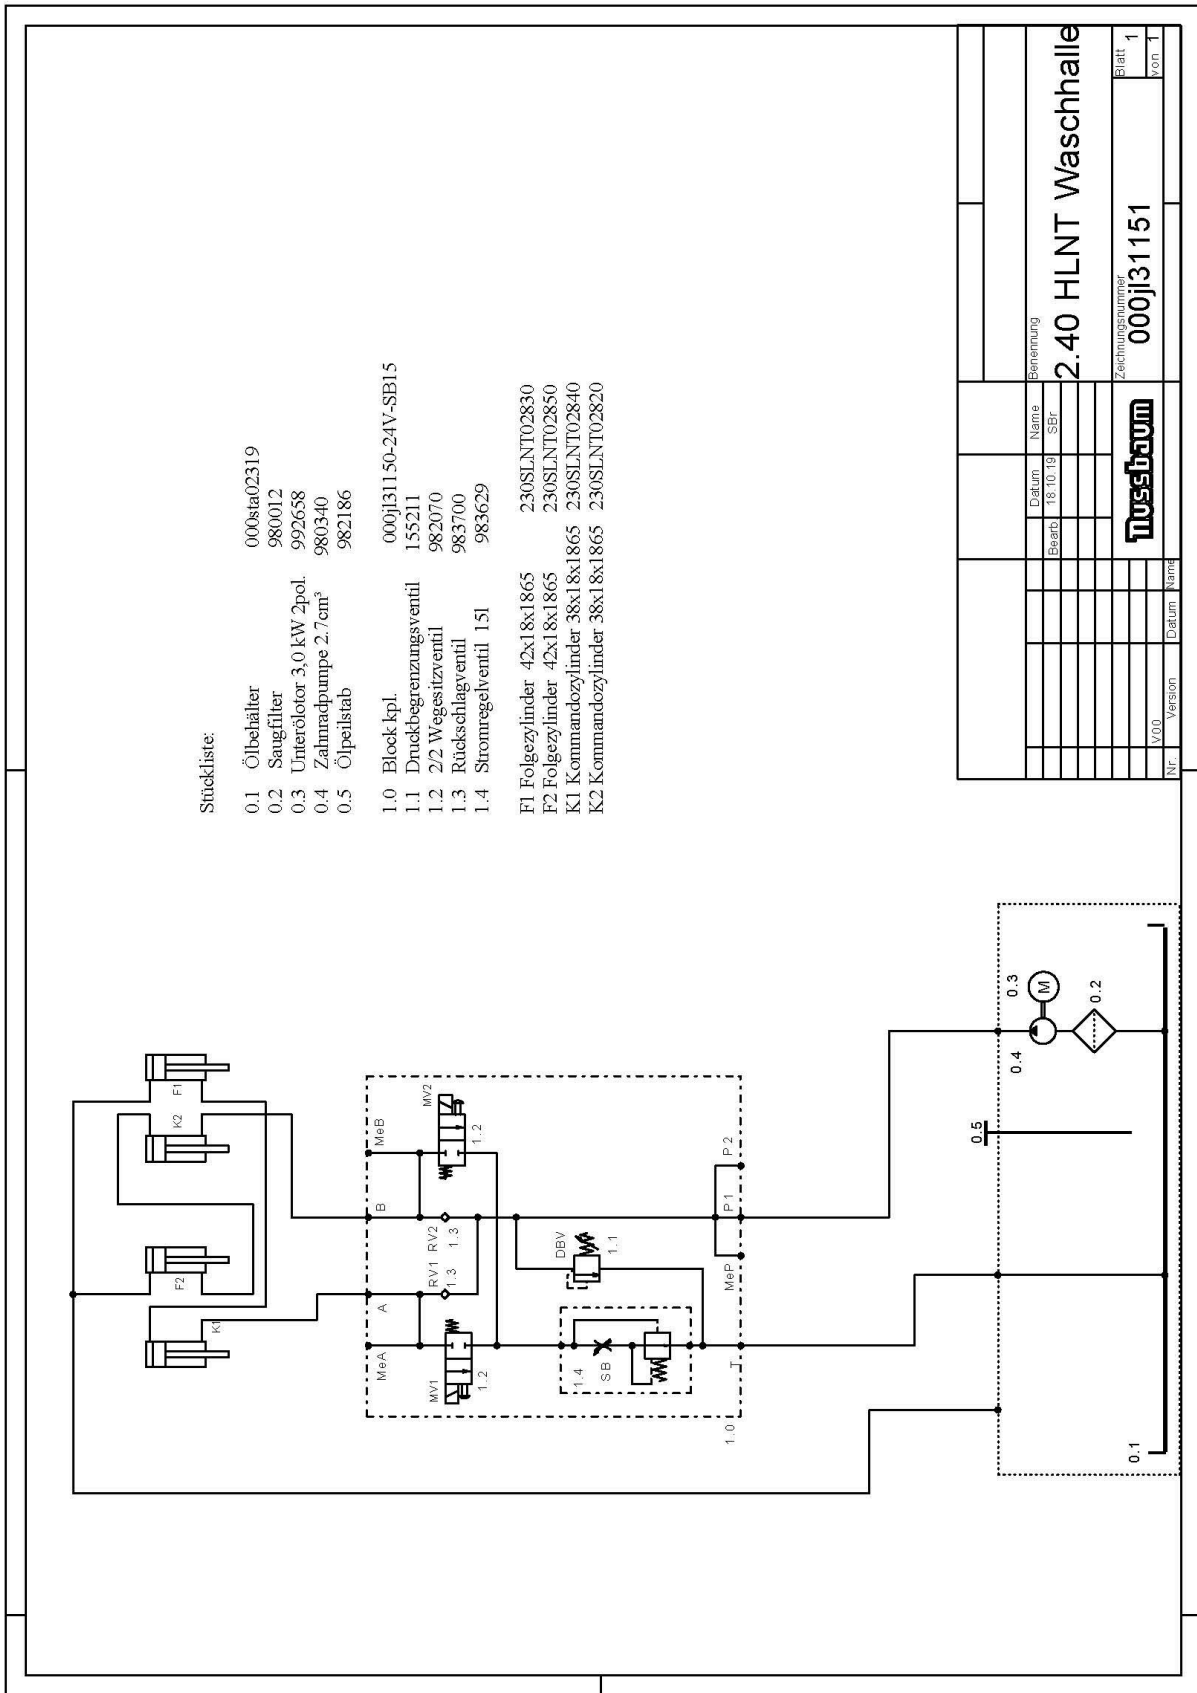 Stückliste:
0.1 Ölbehälter 000sta02319
0.2 Saugfilter 980012
0.3 Unterölotor 3,0 kW 2pol. 992658
0.4 Zahnradpumpe 2.7cm³ 980340
0.5 Ölpeilstab 982186
1.0 Block kpl. 000jl31150-24V-SB15
1.1 Druckbegrenzungsventil 155211
1.2 2/2 Wegesitzventil 982070
1.3 Rückschlagventil 983700
1.4 Stromregelventil 15l 983629
F1 Folgezylinder 42x18x1865 230SLNT02830
F2 Folgezylinder 42x18x1865 230SLNT02850
K1 Kommandozylinder 38x18x1865 230SLNT02840
K2 Kommandozylinder 38x18x1865 230SLNT02820
K1
F2
K2
F1
MeA
A
B
MeB
MV1
1.2
RV1
1.3
RV2
1.3
MV2
1.2
DBV
1.1
1.4
SB
1.0
T
MeP
P1
P2
0.1
0.5
0.4
0.3
M
0.2
Nr.
V00
Version
Datum
Name
Datum
Name
Bearb
18.10.19
SBr
Nussbaum
Benennung
2.40 HLNT Waschhalle
Zeichnungsnummer
000jl31151
Blatt 1
von 1